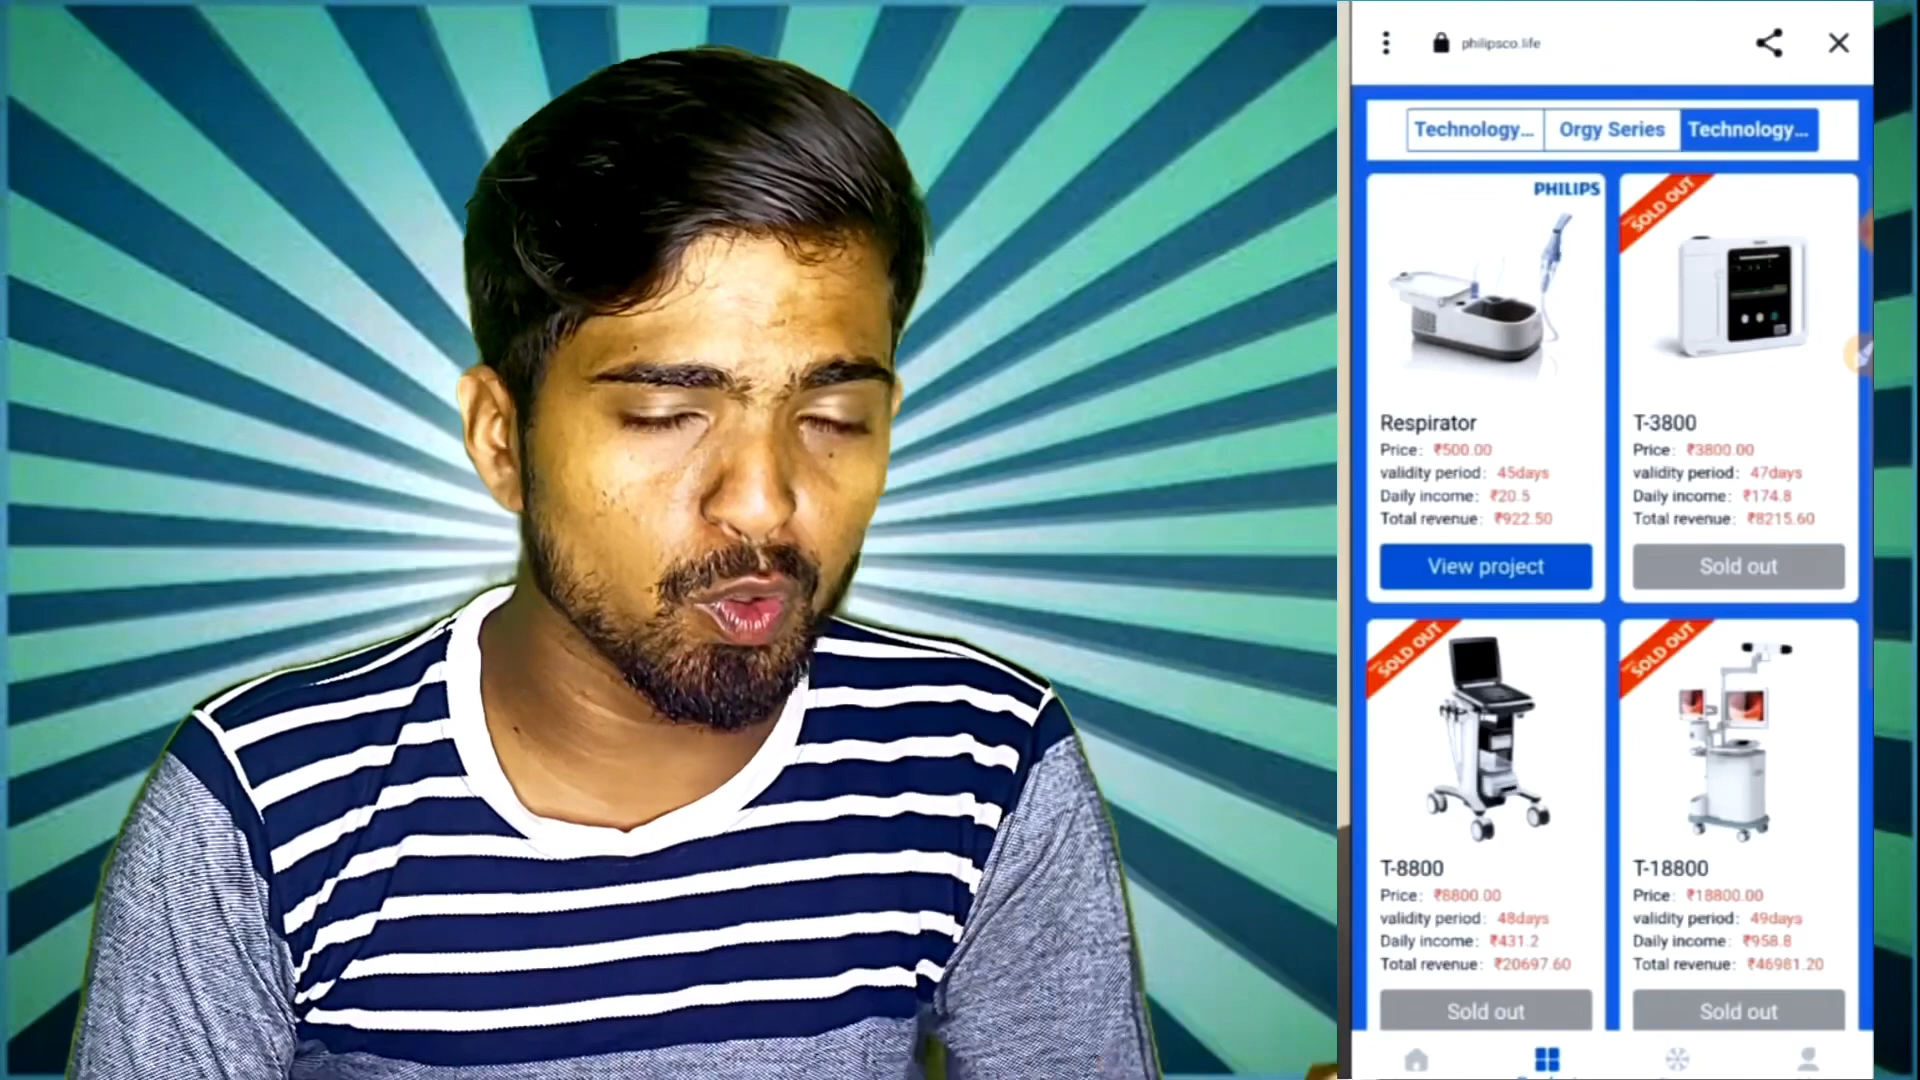 philipsco.life
Technology... Orgy Series Technology...
PHILIPS
Respirator
Price: ₹500.00
validity period: 45days
Daily income: ₹20.5
Total revenue: ₹922.50
View project
SOLD OUT
T-3800
Price: ₹3800.00
validity period: 47days
Daily income: ₹174.8
Total revenue: ₹8215.60
Sold out
SOLD OUT
T-8800
Price: ₹8800.00
validity period: 48days
Daily income: ₹431.2
Total revenue: ₹20697.60
Sold out
SOLD OUT
T-18800
Price: ₹18800.00
validity period: 49days
Daily income: ₹958.8
Total revenue: ₹46981.20
Sold out